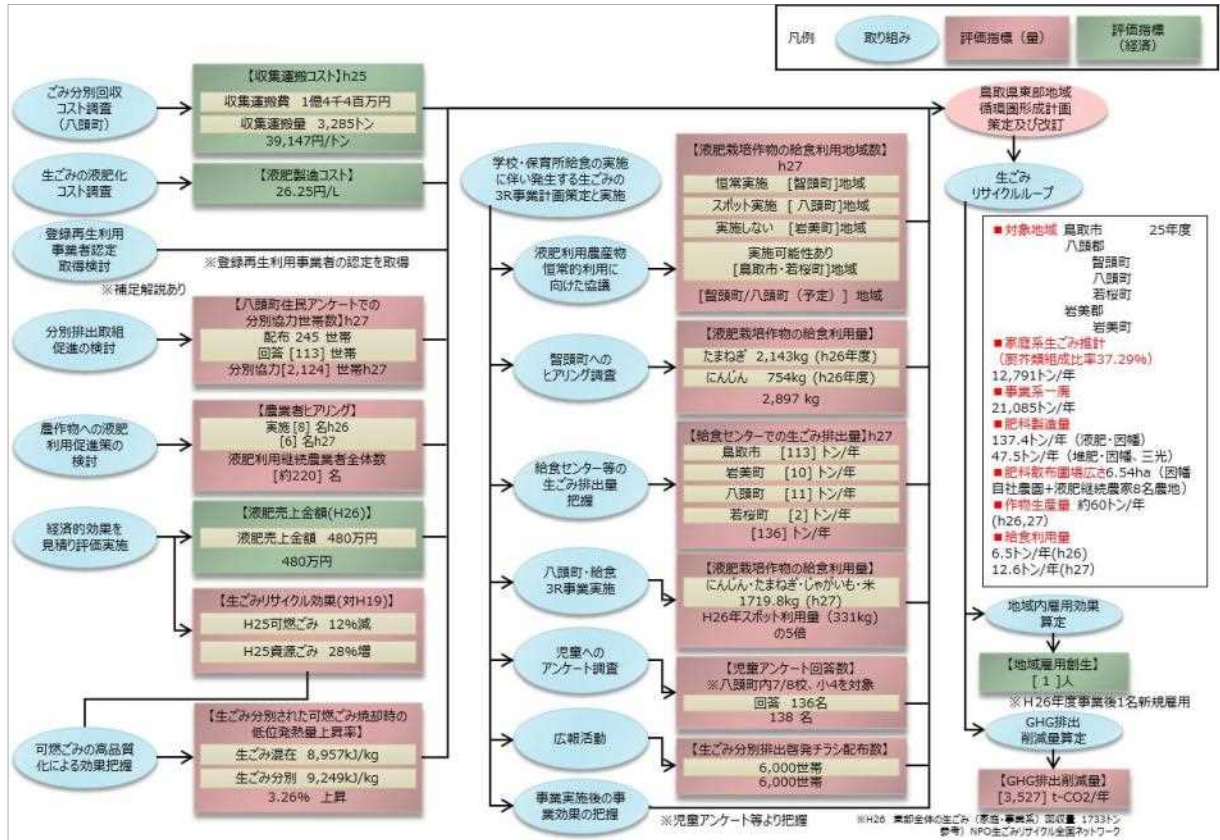 凡例
取り組み
評価指標（量）
評価指標
（経済）
ごみ分別回収
コスト調査
（八頭町）
【収集運搬コスト】h25
収集運搬費 1億4千4百万円
収集運搬量 3,285トン
39,147円/トン
生ごみの液肥化
コスト調査
【液肥製造コスト】
26.25円/L
登録再生利用
事業者認定
取得検討
※登録再生利用事業者の認定を取得
※補足解説あり
分別排出取組
促進の検討
【八頭町住民アンケートでの
分別協力世帯数】h27
配布 245 世帯
回答 [113] 世帯
分別協力[2,124] 世帯h27
農作物への液肥
利用促進策の
検討
【農業者ヒアリング】
実施 [8] 名h26
[6] 名h27
液肥利用継続農業者全体数
[約220] 名
経済的効果を
見積り評価実施
【液肥売上金額(H26)】
液肥売上金額 480万円
480万円
【生ごみリサイクル効果(対H19)】
H25可燃ごみ 12%減
H25資源ごみ 28%増
可燃ごみの高品質
化による効果把握
【生ごみ分別された可燃ごみ焼却時の
低位発熱量上昇率】
生ごみ混在 8,957kJ/kg
生ごみ分別 9,249kJ/kg
3.26% 上昇
学校・保育所給食の実施
に伴い発生する生ごみの
3R事業計画策定と実施
液肥利用農産物
恒常的利用に
向けた協議
【液肥栽培作物の給食利用地域数】
h27
恒常実施 [智頭町]地域
スポット実施 [ 八頭町]地域
実施しない [岩美町]地域
実施可能性あり
[鳥取市・若桜町]地域
[智頭町/八頭町（予定）] 地域
智頭町への
ヒアリング調査
【液肥栽培作物の給食利用量】
たまねぎ 2,143kg (h26年度)
にんじん 754kg (h26年度)
2,897 kg
給食センター等の
生ごみ排出量
把握
【給食センターでの生ごみ排出量】h27
鳥取市 [113] トン/年
岩美町 [10] トン/年
八頭町 [11] トン/年
若桜町 [2] トン/年
[136] トン/年
八頭町・給食
3R事業実施
【液肥栽培作物の給食利用量】
にんじん・たまねぎ・じゃがいも・米
1719.8kg (h27)
H26年スポット利用量（331kg）
の5倍
児童への
アンケート調査
【児童アンケート回答数】
※八頭町内7/8校、小4を対象
回答 136名
138 名
広報活動
【生ごみ分別排出啓発チラシ配布数】
6,000世帯
6,000世帯
事業実施後の事
業効果の把握
※児童アンケート等より把握
鳥取県東部地域
循環圏形成計画
策定及び改訂
生ごみ
リサイクルループ
■対象地域 鳥取市 25年度
八頭郡
智頭町
八頭町
若桜町
岩美郡
岩美町
■家庭系生ごみ推計
（厨芥類組成比率37.29%）
12,791トン/年
■事業系一廃
21,085トン/年
■肥料製造量
137.4トン/年（液肥・因幡）
47.5トン/年（堆肥・因幡、三光）
■肥料散布圃場広さ6.54ha（因幡
自社農園+液肥継続農家8名農地）
■作物生産量 約60トン/年
(h26,27)
■給食利用量
6.5トン/年(h26)
12.6トン/年(h27)
地域内雇用効果
算定
【地域雇用創生】
[ 1 ]人
※H26年度事業後1名新規雇用
GHG排出
削減量算定
【GHG排出削減量】
[3,527] t-CO2/年
※H26 東部全体の生ごみ（家庭・事業系）回収量 1733トン
参考）NPO生ごみリサイクル全国ネットワーク